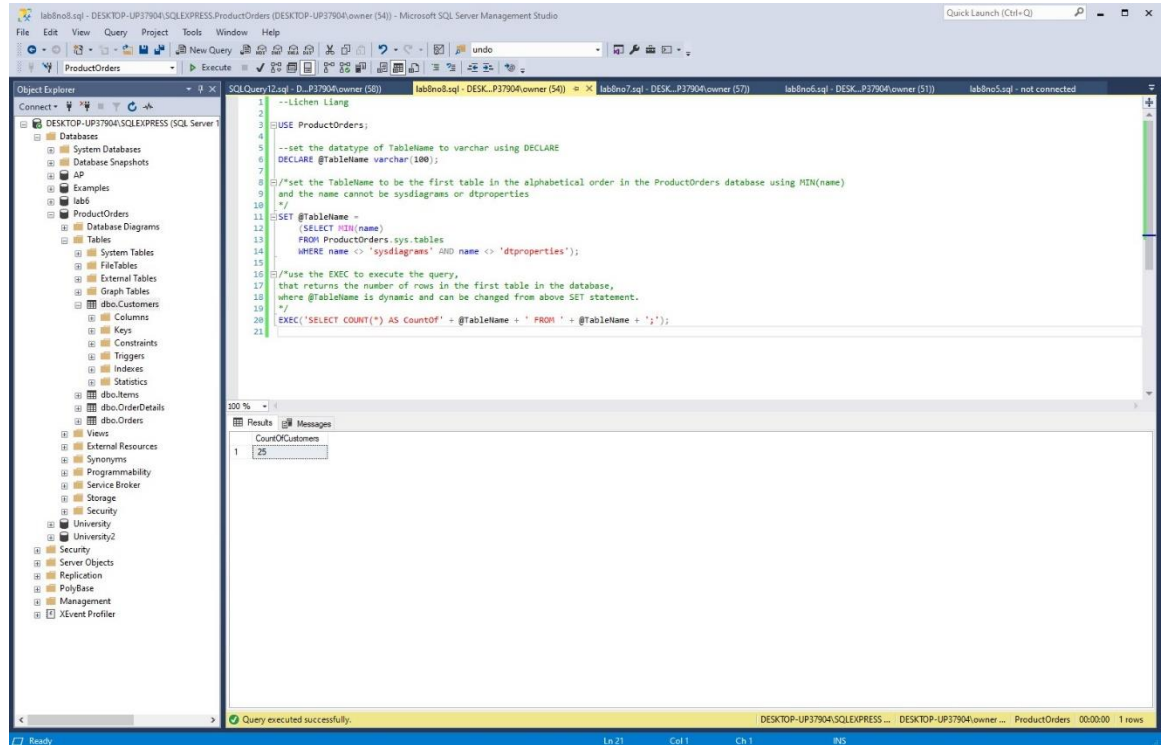 lab8no8.sql - DESKTOP-UP37904\SQLEXPRESS.ProductOrders (DESKTOP-UP37904\owner (54)) - Microsoft SQL Server Management Studio
Quick Launch (Ctrl+Q)
File Edit View Query Project Tools Window Help
New Query undo
ProductOrders Execute
Object Explorer
SQLQuery12.sql - D...P37904\owner (58)) lab8no8.sql - DESK...P37904\owner (54)) lab8no7.sql - DESK...P37904\owner (57)) lab8no6.sql - DESK...P37904\owner (51)) lab8no5.sql - not connected
Connect
DESKTOP-UP37904\SQLEXPRESS (SQL Server 1
Databases
System Databases
Database Snapshots
AP
Examples
lab6
ProductOrders
Database Diagrams
Tables
System Tables
FileTables
External Tables
Graph Tables
dbo.Customers
Columns
Keys
Constraints
Triggers
Indexes
Statistics
dbo.Items
dbo.OrderDetails
dbo.Orders
Views
External Resources
Synonyms
Programmability
Service Broker
Storage
Security
University
University2
Security
Server Objects
Replication
PolyBase
Management
XEvent Profiler
1 --Lichen Liang
2
3 USE ProductOrders;
4
5 --set the datatype of TableName to varchar using DECLARE
6 DECLARE @TableName varchar(100);
7
8 /*set the TableName to be the first table in the alphabetical order in the ProductOrders database using MIN(name)
9 and the name cannot be sysdiagrams or dtproperties
10 */
11 SET @TableName =
12 (SELECT MIN(name)
13 FROM ProductOrders.sys.tables
14 WHERE name <> 'sysdiagrams' AND name <> 'dtproperties');
15
16 /*use the EXEC to execute the query,
17 that returns the number of rows in the first table in the database,
18 where @TableName is dynamic and can be changed from above SET statement.
19 */
20 EXEC('SELECT COUNT(*) AS CountOf' + @TableName + ' FROM ' + @TableName + ';');
21
100 %
Results Messages
CountOfCustomers
1 25
Query executed successfully. DESKTOP-UP37904\SQLEXPRESS ... DESKTOP-UP37904\owner ... ProductOrders 00:00:00 1 rows
Ready Ln 21 Col 1 Ch 1 INS